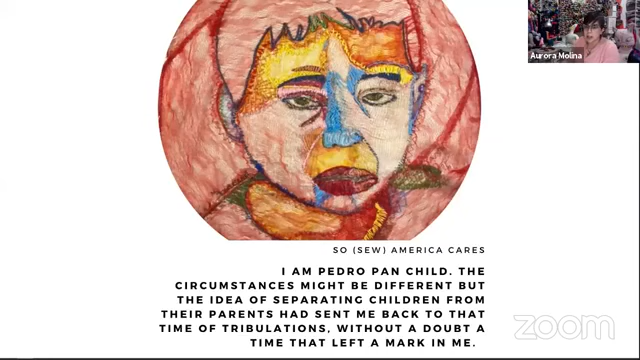 Aurora Molina
SO (SEW) AMERICA CARES
I AM PEDRO PAN CHILD. THE
CIRCUMSTANCES MIGHT BE DIFFERENT BUT
THE IDEA OF SEPARATING CHILDREN FROM
THEIR PARENTS HAD SENT ME BACK TO THAT
TIME OF TRIBULATIONS, WITHOUT A DOUBT A
TIME THAT LEFT A MARK IN ME.
zoom